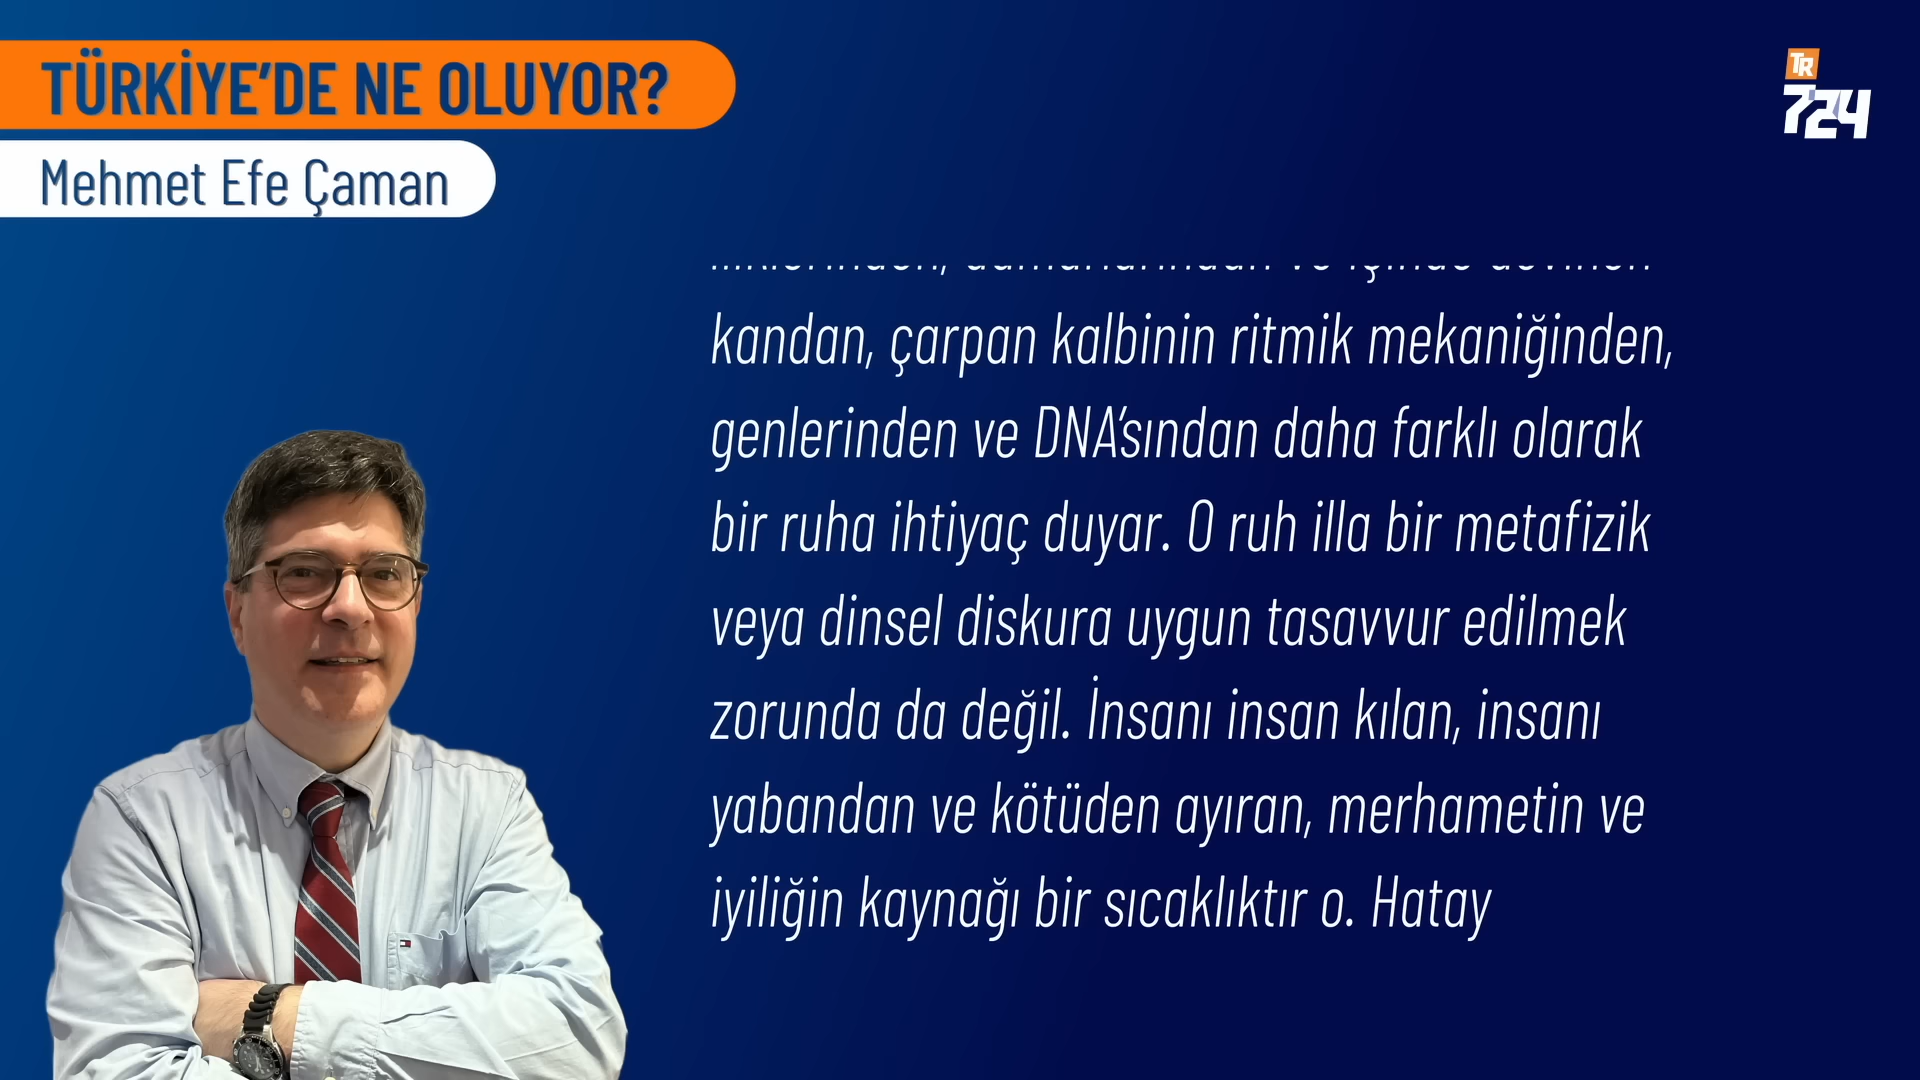 TÜRKİYE'DE NE OLUYOR?
Mehmet Efe Çaman
TR
724
kandan, çarpan kalbinin ritmik mekaniğinden,
genlerinden ve DNA'sından daha farklı olarak
bir ruha ihtiyaç duyar. O ruh illa bir metafizik
veya dinsel diskura uygun tasavvur edilmek
zorunda da değil. İnsanı insan kılan, insanı
yabandan ve kötüden ayıran, merhametin ve
iyiliğin kaynağı bir sıcaklıktır o. Hatay